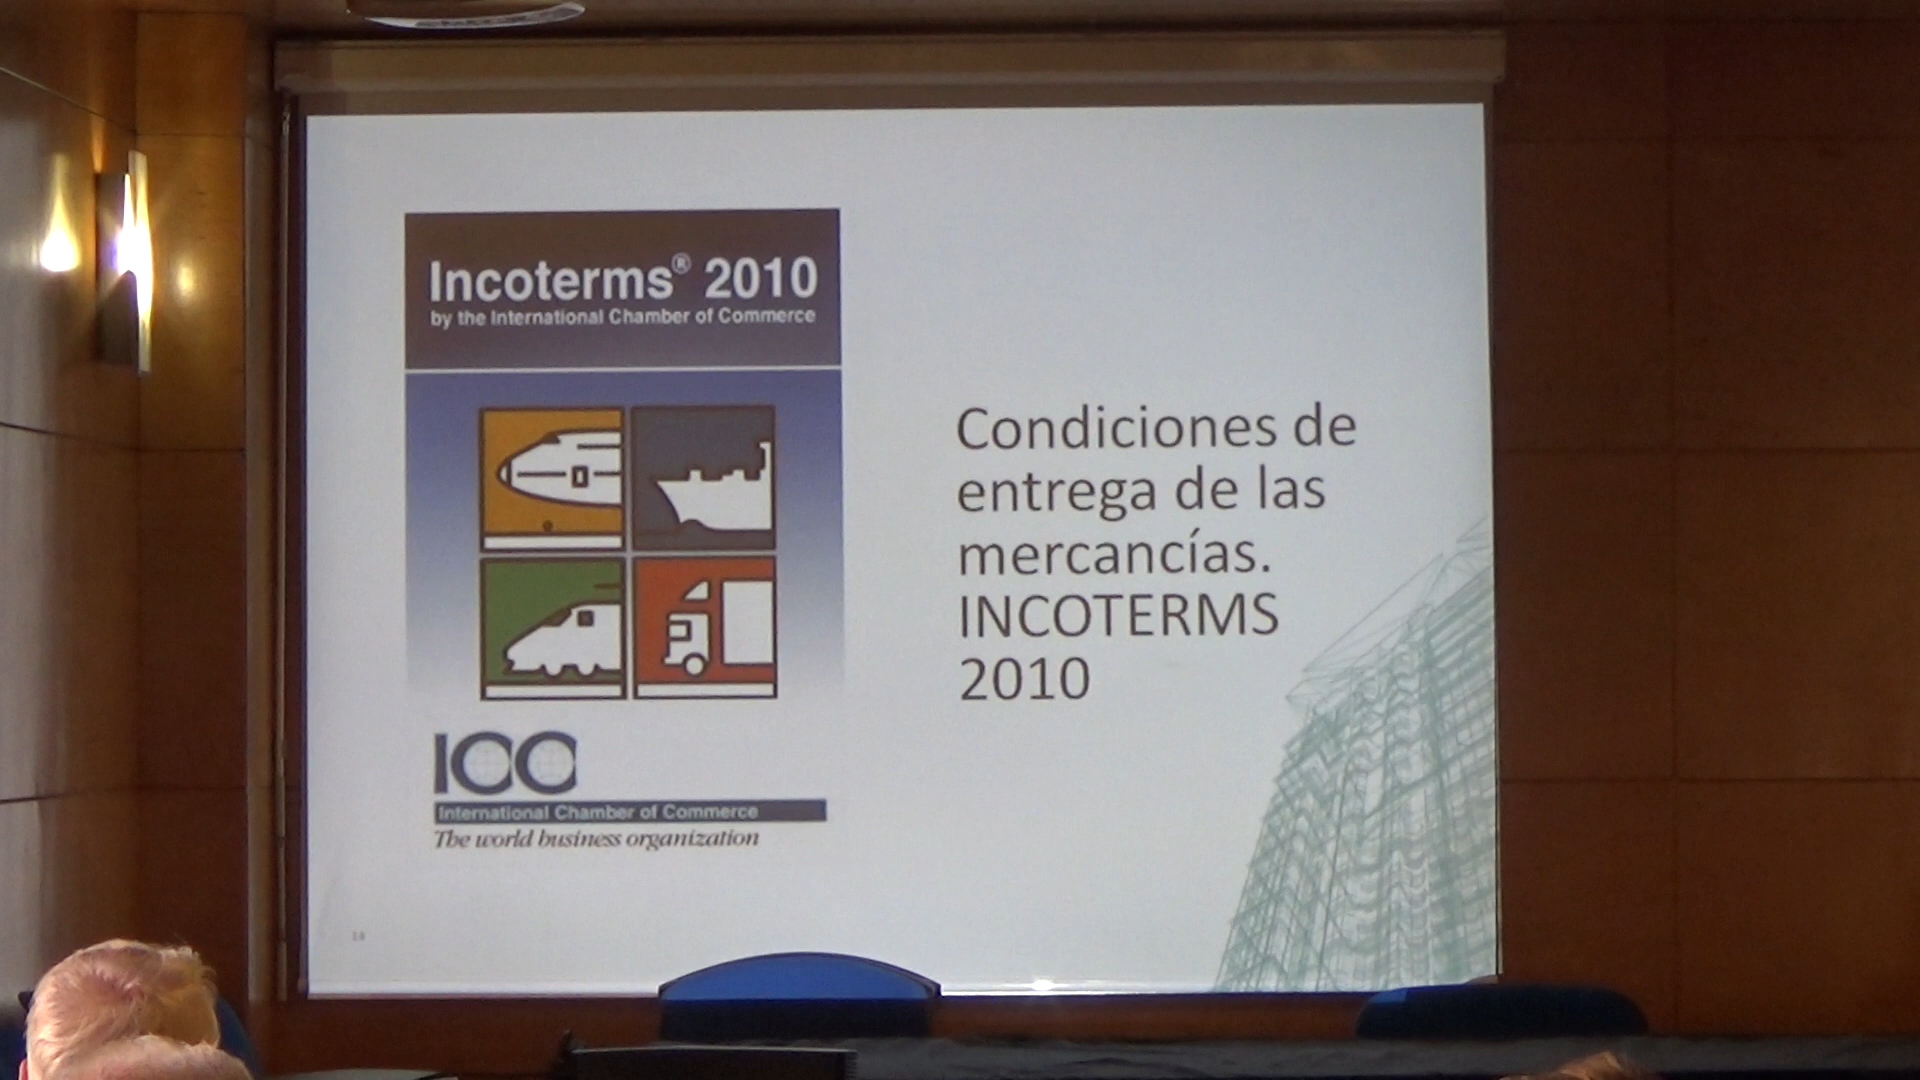 Incoterms® 2010
by the International Chamber of Commerce
Condiciones de
entrega de las
mercancías.
INCOTERMS
2010
ICC
International Chamber of Commerce
The world business organization
14